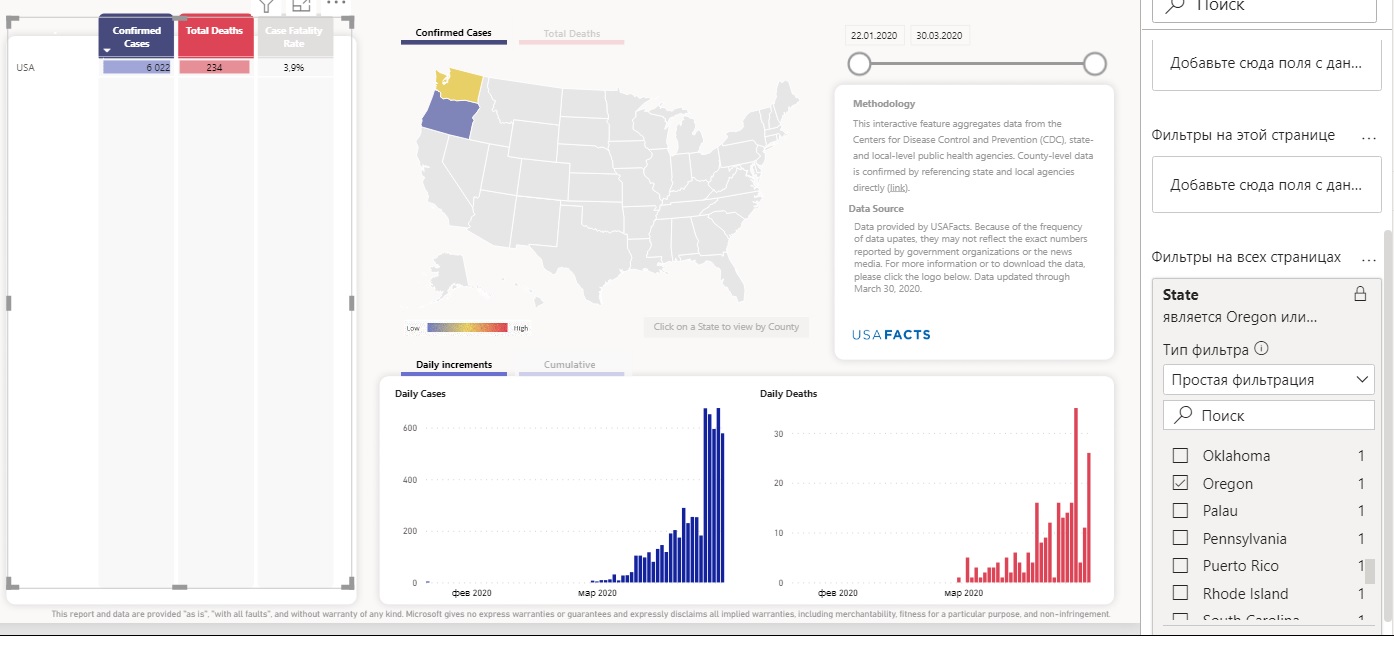 Confirmed
Cases
Total Deaths
Case Fatality
Rate
USA
6 022
234
3,9%
Confirmed Cases
Total Deaths
22.01.2020
30.03.2020
Low
High
Click on a State to view by County
Methodology
This interactive feature aggregates data from the
Centers for Disease Control and Prevention (CDC), state-
and local-level public health agencies. County-level data
is confirmed by referencing state and local agencies
directly (link).
Data Source
Data provided by USAFacts. Because of the frequency
of data upates, they may not reflect the exact numbers
reported by government organizations or the news
media. For more information or to download the data,
please click the logo below. Data updated through
March 30, 2020.
USAFACTS
Daily increments
Cumulative
Daily Cases
600
400
200
0
фев 2020
мар 2020
Daily Deaths
30
20
10
0
фев 2020
мар 2020
This report and data are provided "as is", "with all faults", and without warranty of any kind. Microsoft gives no express warranties or guarantees and expressly disclaims all implied warranties, including merchantability, fitness for a particular purpose, and non-infringement.
Поиск
Добавьте сюда поля с дан...
Фильтры на этой странице ...
Добавьте сюда поля с дан...
Фильтры на всех страницах ...
State
является Oregon или...
Тип фильтра
Простая фильтрация
Поиск
Oklahoma 1
Oregon 1
Palau 1
Pennsylvania 1
Puerto Rico 1
Rhode Island 1
South Carolina 1